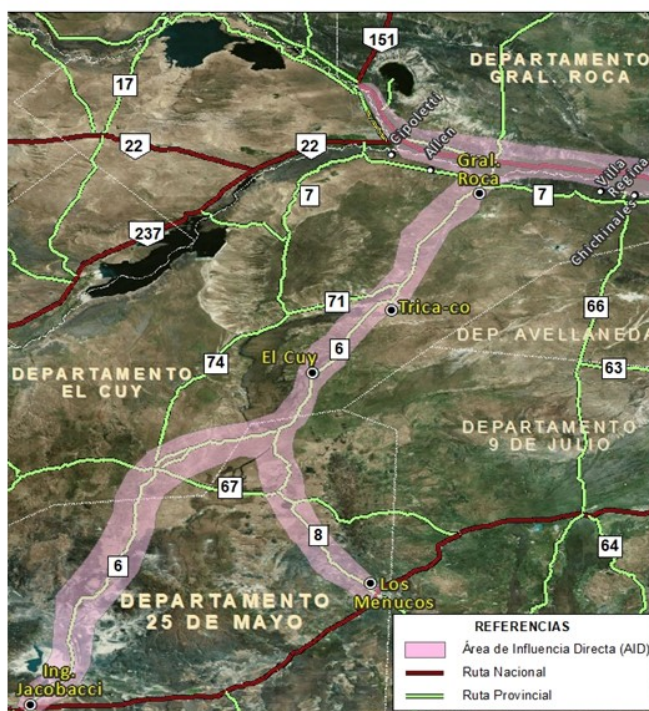 151
DEPARTAMENTO
GRAL. ROCA
17
22
22
Cipoletti
Allen
Gral.
Roca
Villa
Regina
Chichinales
7
7
237
71
Trica-co
66
DEP. AVELLANEDA
6
El Cuy
74
63
DEPARTAMENTO
EL CUY
DEPARTAMENTO
9 DE JULIO
67
8
64
6
Los
Menucos
DEPARTAMENTO
25 DE MAYO
Ing.
Jacobacci
REFERENCIAS
Área de Influencia Directa (AID)
Ruta Nacional
Ruta Provincial